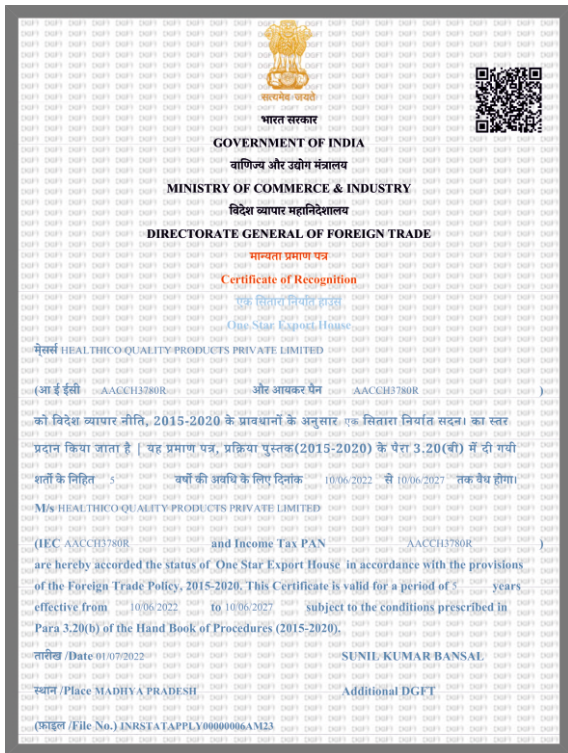 सत्यमेव जयते
भारत सरकार
GOVERNMENT OF INDIA
वाणिज्य और उद्योग मंत्रालय
MINISTRY OF COMMERCE & INDUSTRY
विदेश व्यापार महानिदेशालय
DIRECTORATE GENERAL OF FOREIGN TRADE
मान्यता प्रमाण पत्र
Certificate of Recognition
एक सितारा निर्यात हाउस
One Star Export House
मेसर्स HEALTHICO QUALITY PRODUCTS PRIVATE LIMITED
(आ ई ईसी AACCH3780R और आयकर पैन AACCH3780R )
को विदेश व्यापार नीति, 2015-2020 के प्रावधानों के अनुसार एक सितारा निर्यात सदन। का स्तर
प्रदान किया जाता है | यह प्रमाण पत्र, प्रक्रिया पुस्तक(2015-2020) के पैरा 3.20(बी) में दी गयी
शर्तो के निहित 5 वर्षो की अवधि के लिए दिनांक 10/06/2022 से 10/06/2027 तक वैध होगा।
M/s HEALTHICO QUALITY PRODUCTS PRIVATE LIMITED
(IEC AACCH3780R and Income Tax PAN AACCH3780R )
are hereby accorded the status of One Star Export House in accordance with the provisions
of the Foreign Trade Policy, 2015-2020. This Certificate is valid for a period of 5 years
effective from 10/06/2022 to 10/06/2027 subject to the conditions prescribed in
Para 3.20(b) of the Hand Book of Procedures (2015-2020).
तारीख /Date 01/07/2022 SUNIL KUMAR BANSAL
स्थान /Place MADHYA PRADESH Additional DGFT
(फ़ाइल /File No.) INRSTATAPPLY00000006AM23